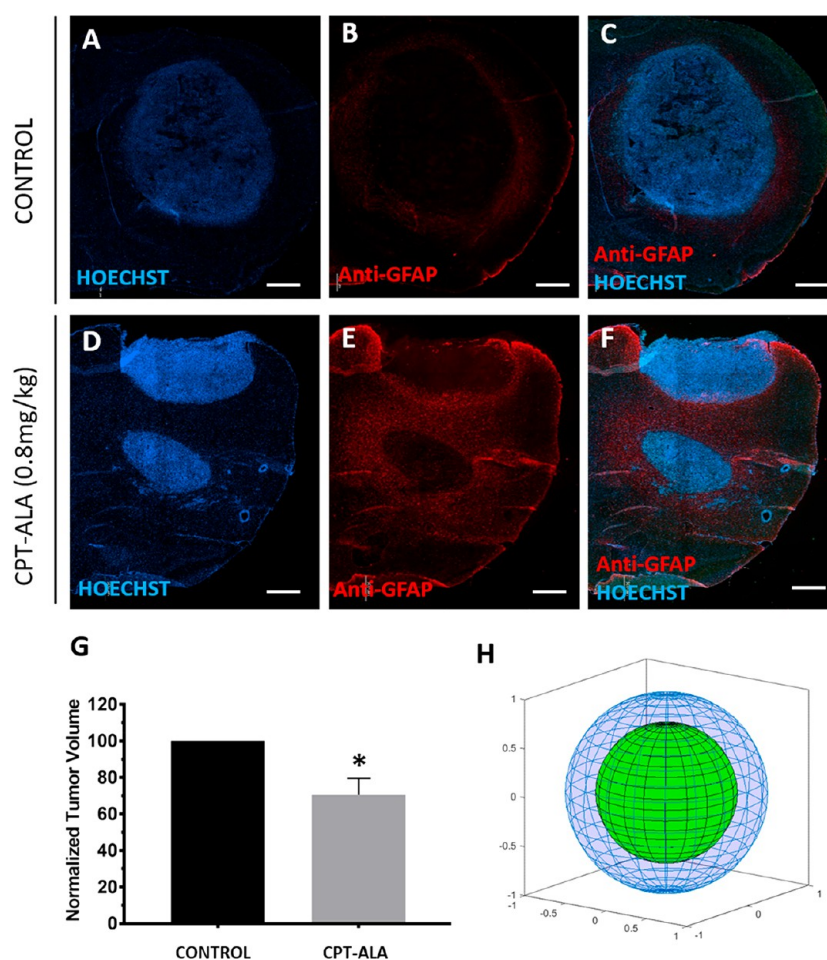 A
B
C
CONTROL
HOECHST
Anti-GFAP
Anti-GFAP
HOECHST
D
E
F
CPT-ALA (0.8mg/kg)
HOECHST
Anti-GFAP
Anti-GFAP
HOECHST
G
Normalized Tumor Volume
120
100
80
60
40
20
0
*
CONTROL
CPT-ALA
H
1
0.5
0
-0.5
-1
-1
-0.5
0
0.5
1
-1
0
1